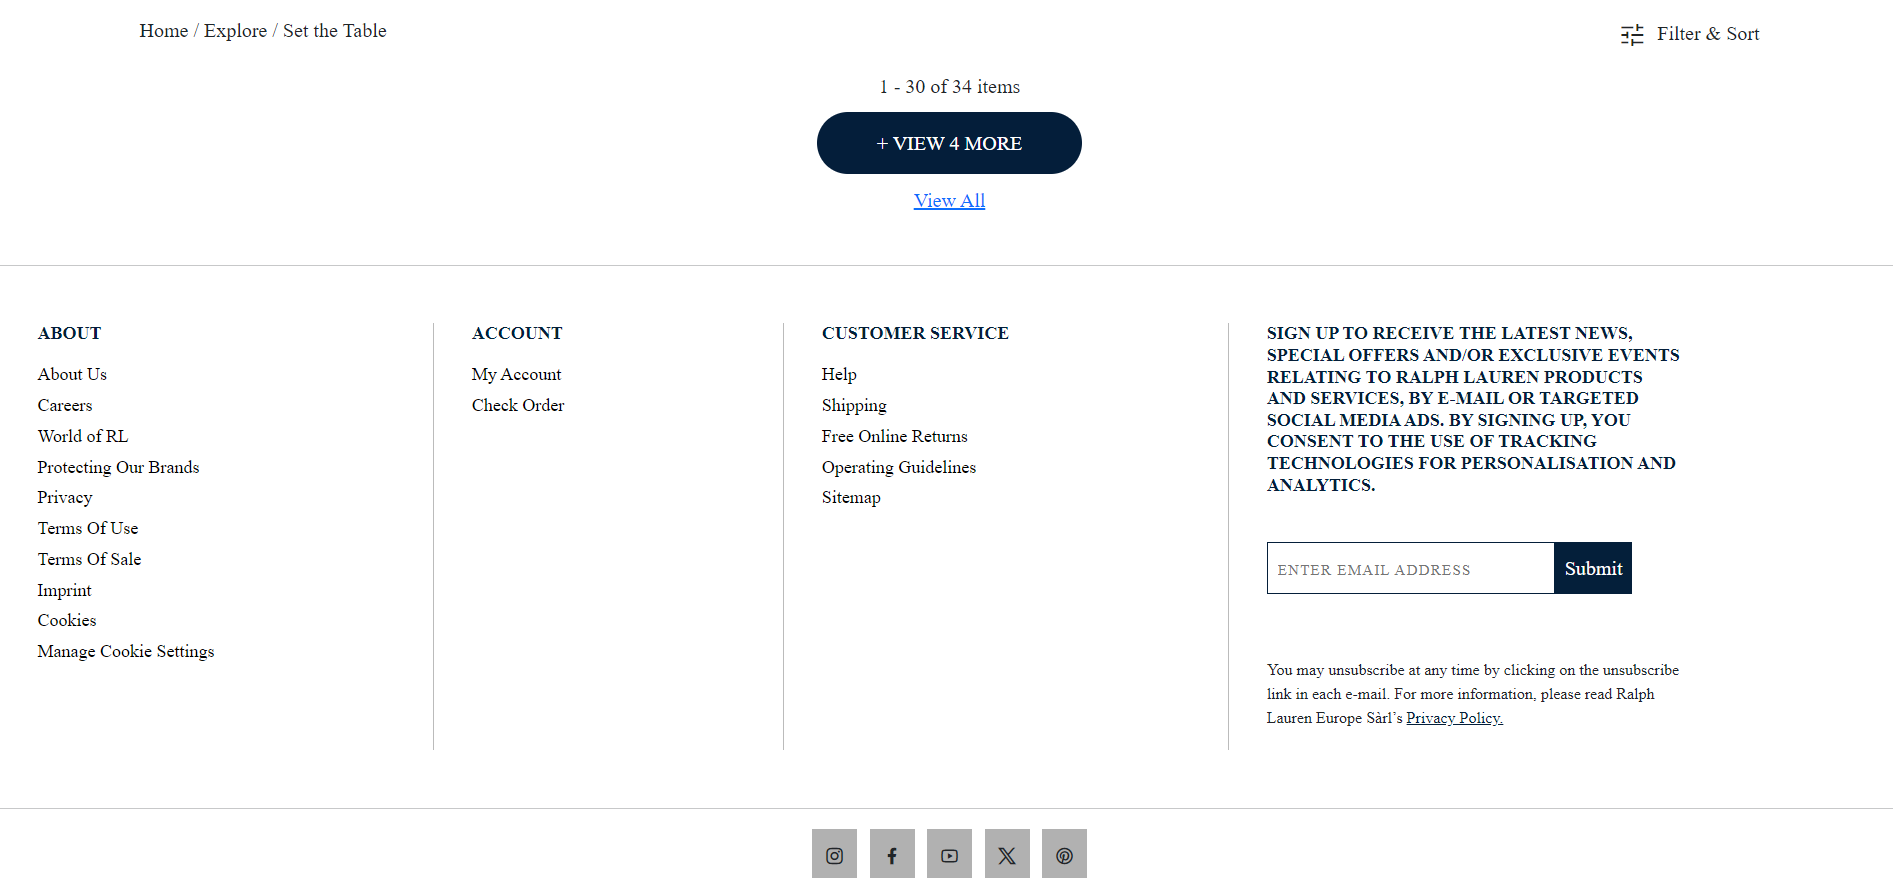 Home / Explore / Set the Table
Filter & Sort
1 - 30 of 34 items
+ VIEW 4 MORE
View All
ABOUT
About Us
Careers
World of RL
Protecting Our Brands
Privacy
Terms Of Use
Terms Of Sale
Imprint
Cookies
Manage Cookie Settings
ACCOUNT
My Account
Check Order
CUSTOMER SERVICE
Help
Shipping
Free Online Returns
Operating Guidelines
Sitemap
SIGN UP TO RECEIVE THE LATEST NEWS,
SPECIAL OFFERS AND/OR EXCLUSIVE EVENTS
RELATING TO RALPH LAUREN PRODUCTS
AND SERVICES, BY E-MAIL OR TARGETED
SOCIAL MEDIA ADS. BY SIGNING UP, YOU
CONSENT TO THE USE OF TRACKING
TECHNOLOGIES FOR PERSONALISATION AND
ANALYTICS.
ENTER EMAIL ADDRESS
Submit
You may unsubscribe at any time by clicking on the unsubscribe
link in each e-mail. For more information, please read Ralph
Lauren Europe Sàrl’s Privacy Policy.